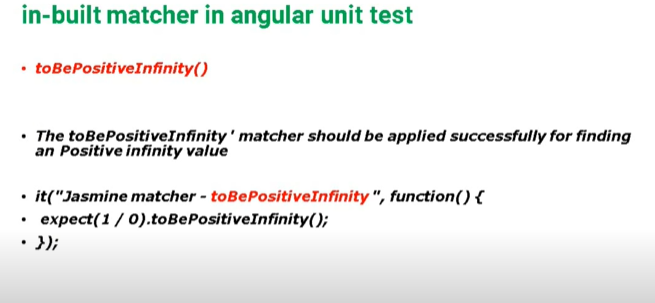 in-built matcher in angular unit test
• toBePositiveInfinity()
• The toBePositiveInfinity ' matcher should be applied successfully for finding
an Positive infinity value
• it("Jasmine matcher - toBePositiveInfinity ", function() {
• expect(1 / 0).toBePositiveInfinity();
• });